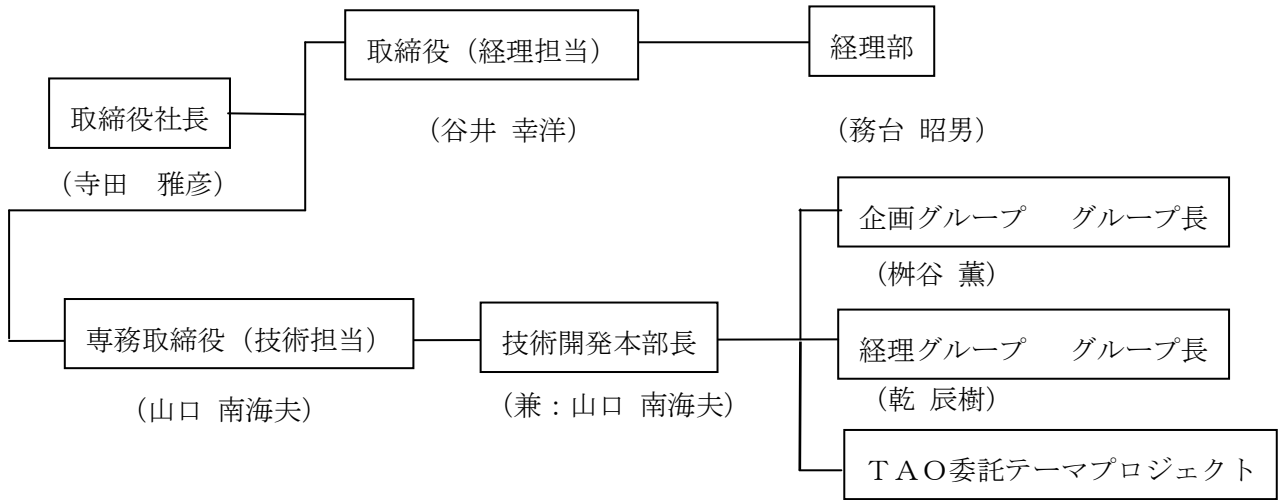 取締役（経理担当）
経理部
取締役社長
（谷井 幸洋）
（務台 昭男）
（寺田　雅彦）
企画グループ　グループ長
（桝谷 薫）
専務取締役（技術担当）
技術開発本部長
経理グループ　グループ長
（山口 南海夫）
（兼：山口 南海夫）
（乾 辰樹）
ＴＡＯ委託テーマプロジェクト